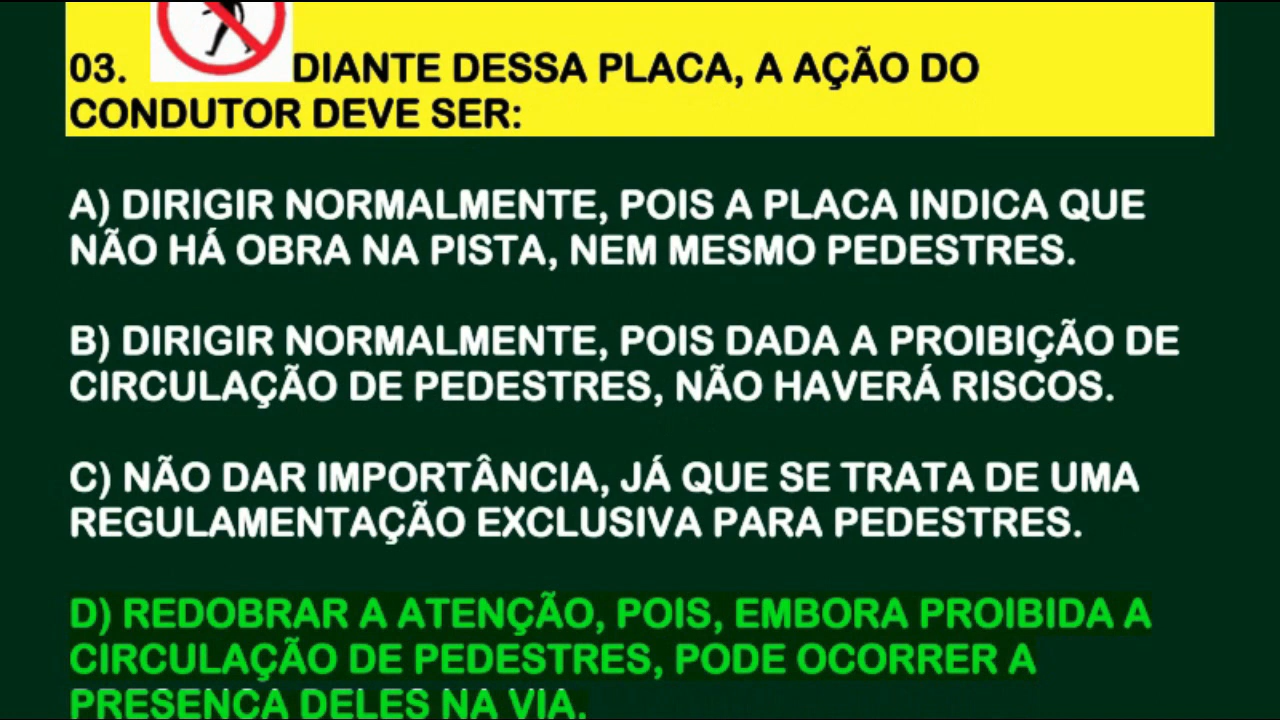 03. DIANTE DESSA PLACA, A AÇÃO DO
CONDUTOR DEVE SER:
A) DIRIGIR NORMALMENTE, POIS A PLACA INDICA QUE
NÃO HÁ OBRA NA PISTA, NEM MESMO PEDESTRES.
B) DIRIGIR NORMALMENTE, POIS DADA A PROIBIÇÃO DE
CIRCULAÇÃO DE PEDESTRES, NÃO HAVERÁ RISCOS.
C) NÃO DAR IMPORTÂNCIA, JÁ QUE SE TRATA DE UMA
REGULAMENTAÇÃO EXCLUSIVA PARA PEDESTRES.
D) REDOBRAR A ATENÇÃO, POIS, EMBORA PROIBIDA A
CIRCULAÇÃO DE PEDESTRES, PODE OCORRER A
PRESENÇA DELES NA VIA.